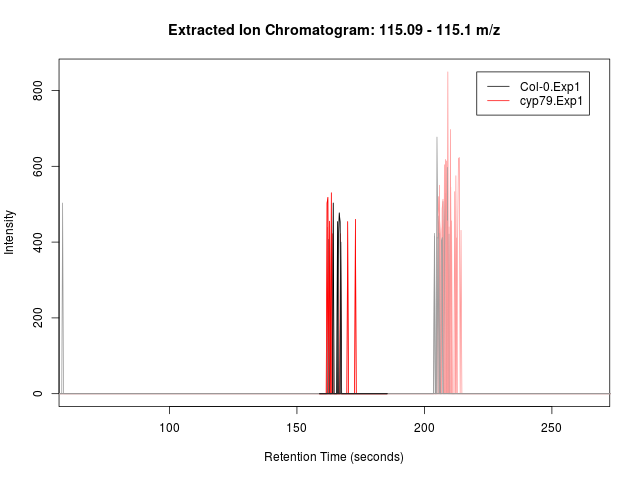 Extracted Ion Chromatogram: 115.09 - 115.1 m/z
Col-0.Exp1
cyp79.Exp1
Intensity
800
600
400
200
0
100
150
200
250
Retention Time (seconds)